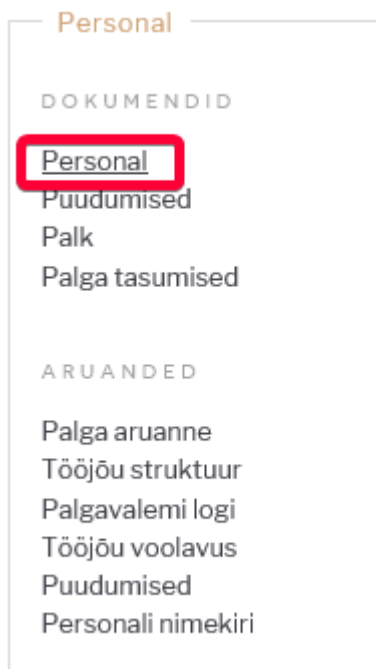 Personal
DOKUMENDID
Personal
Puudumised
Palk
Palga tasumised
ARUANDED
Palga aruanne
Tööjõu struktuur
Palgavalemi logi
Tööjõu voolavus
Puudumised
Personali nimekiri